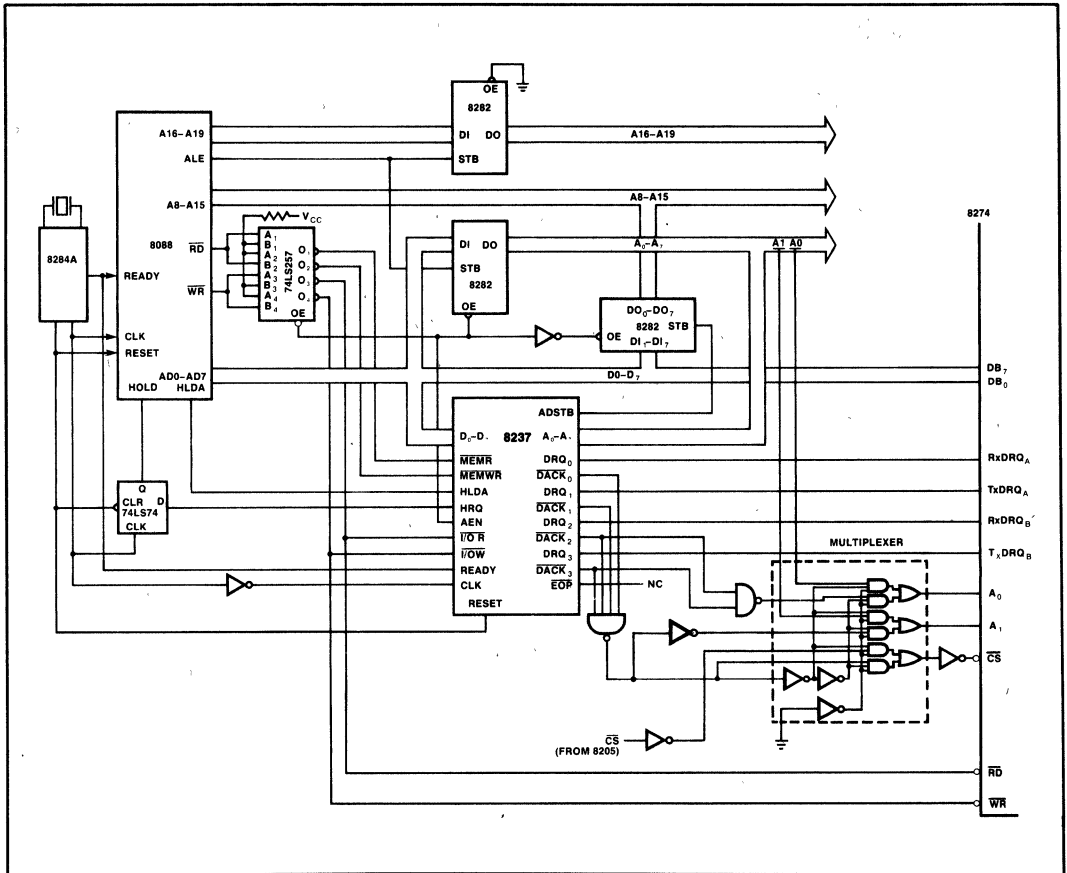 OE
8282
DI DO
STB
A16–A19
A16–A19
ALE
A8–A15
A8–A15
8088
RD
WR
READY
CLK
RESET
AD0–AD7
HOLD HLDA
8284A
VCC
A1
B1
A2
B2
A3
B3
A4
B4
O1
O2
O3
O4
OE
74LS257
DI DO
STB
8282
OE
A0–A7
A1 A0
8274
DO0–DO7
8282 STB
OE
DI1–DI7
D0–D7
DB7
DB0
ADSTB
D0–D. 8237 A0–A.
MEMR
MEMWR
HLDA
HRQ
AEN
I/O R
I/OW
READY
CLK
RESET
DRQ0
DACK0
DRQ1
DACK1
DRQ2
DACK2
DRQ3
DACK3
EOP
NC
Q
CLR D
74LS74
CLK
RxDRQA
TxDRQA
RxDRQB
TxDRQB
MULTIPLEXER
A0
A1
CS
CS
(FROM 8205)
RD
WR